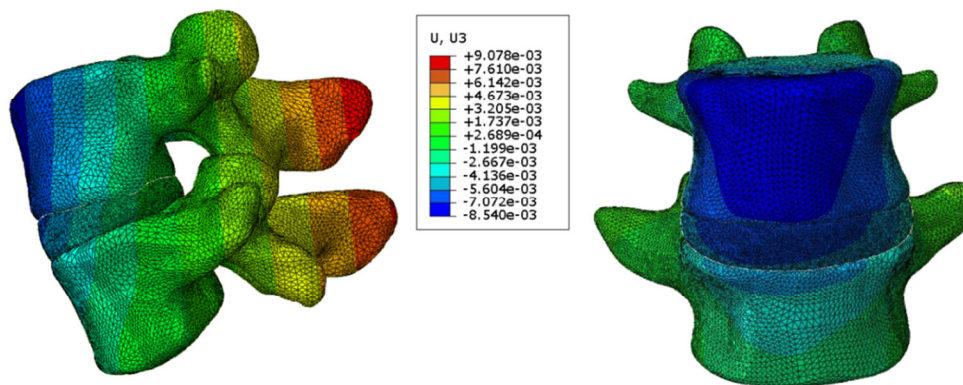 U, U3
+9.078e-03
+7.610e-03
+6.142e-03
+4.673e-03
+3.205e-03
+1.737e-03
+2.689e-04
-1.199e-03
-2.667e-03
-4.136e-03
-5.604e-03
-7.072e-03
-8.540e-03